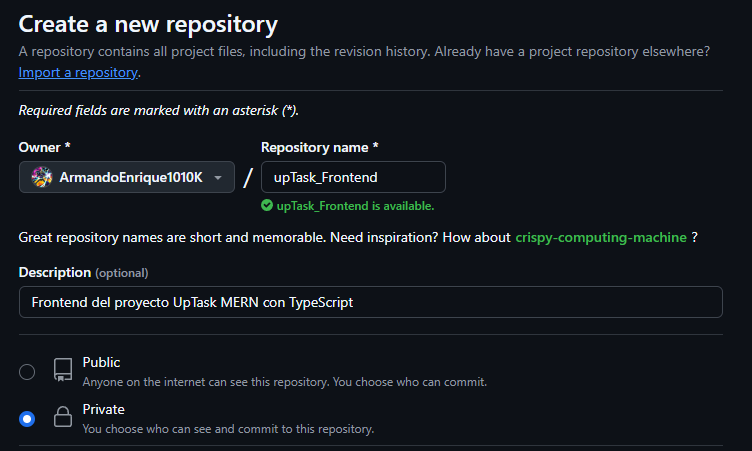 Create a new repository
A repository contains all project files, including the revision history. Already have a project repository elsewhere?
Import a repository.
Required fields are marked with an asterisk (*).
Owner * Repository name *
ArmandoEnrique1010K / upTask_Frontend
upTask_Frontend is available.
Great repository names are short and memorable. Need inspiration? How about crispy-computing-machine ?
Description (optional)
Frontend del proyecto UpTask MERN con TypeScript
Public
Anyone on the internet can see this repository. You choose who can commit.
Private
You choose who can see and commit to this repository.